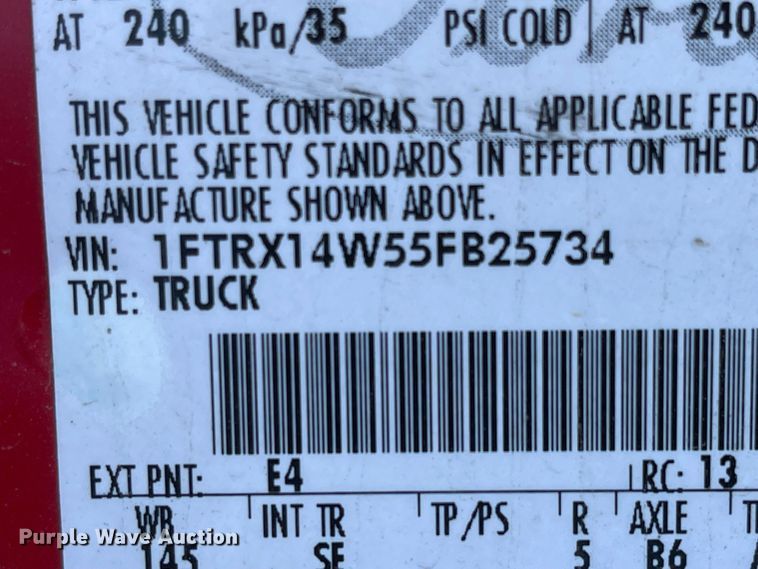 AT 240 kPa/35 PSI COLD AT 240
THIS VEHICLE CONFORMS TO ALL APPLICABLE FED
VEHICLE SAFETY STANDARDS IN EFFECT ON THE D
MANUFACTURE SHOWN ABOVE.
VIN: 1FTRX14W55FB25734
TYPE: TRUCK
EXT PNT: E4 RC: 13
WB INT TR TP/PS R AXLE
145 SE 5 B6
Purple Wave Auction